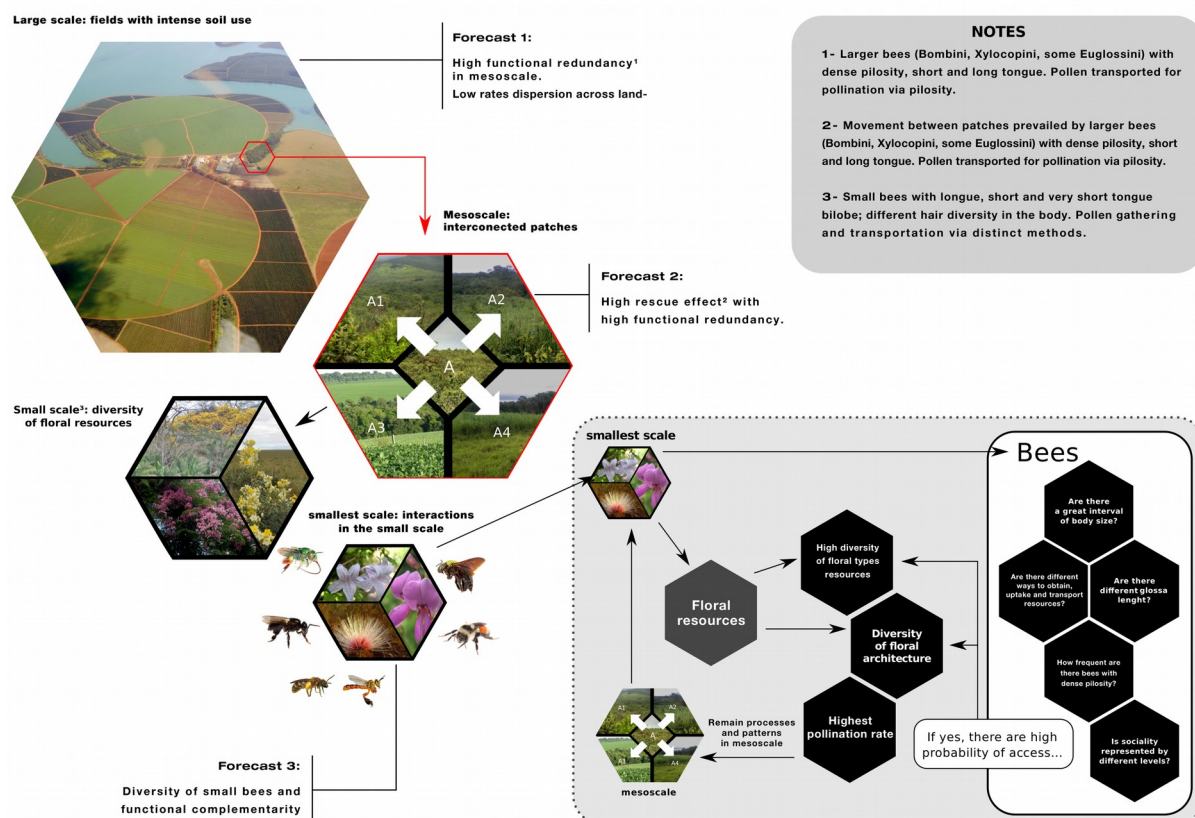 Large scale: fields with intense soil use
Forecast 1:
High functional redundancy¹
in mesoscale.
Low rates dispersion across land-
NOTES
1- Larger bees (Bombini, Xylocopini, some Euglossini) with
dense pilosity, short and long tongue. Pollen transported for
pollination via pilosity.
2- Movement between patches prevailed by larger bees
(Bombini, Xylocopini, some Euglossini) with dense pilosity, short
and long tongue. Pollen transported for pollination via pilosity.
3- Small bees with longue, short and very short tongue
bilobe; different hair diversity in the body. Pollen gathering
and transportation via distinct methods.
Mesoscale:
interconected patches
A1
A2
A
A3
A4
Forecast 2:
High rescue effect² with
high functional redundancy.
Small scale³: diversity
of floral resources
smallest scale: interactions
in the small scale
Forecast 3:
Diversity of small bees and
functional complementarity
smallest scale
Floral
resources
High diversity
of floral types
resources
Diversity
of floral
architecture
Highest
pollination rate
Remain processes
and patterns
in mesoscale
A1
A2
A
A4
mesoscale
Bees
Are there
a great interval
of body size?
Are there different
ways to obtain,
uptake and transport
resources?
Are there
different glossa
lenght?
How frequent are
there bees with
dense pilosity?
Is sociality
represented by
different levels?
If yes, there are high
probability of access...